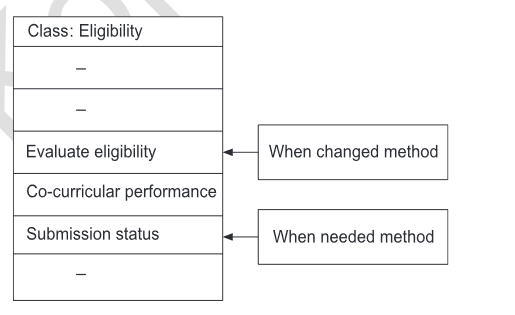 Class: Eligibility
–
–
Evaluate eligibility
When changed method
Co-curricular performance
Submission status
When needed method
–